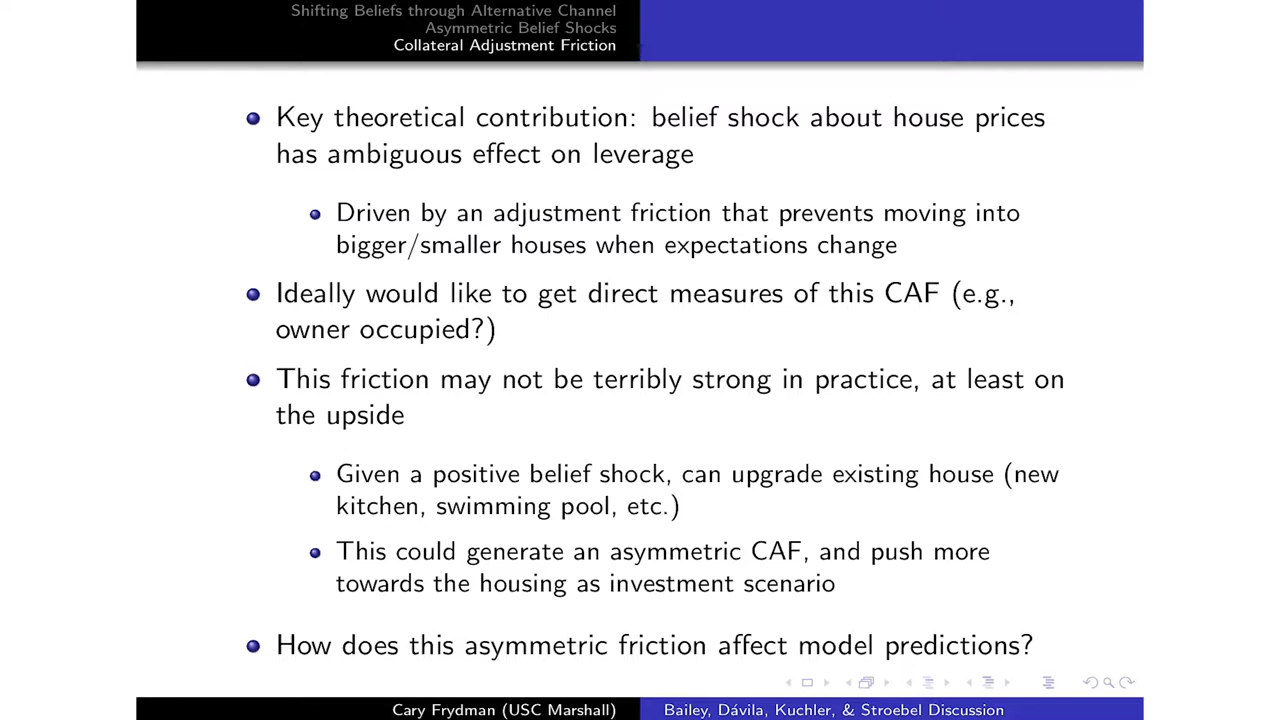 Shifting Beliefs through Alternative Channel
Asymmetric Belief Shocks
Collateral Adjustment Friction
Key theoretical contribution: belief shock about house prices
has ambiguous effect on leverage
Driven by an adjustment friction that prevents moving into
bigger/smaller houses when expectations change
Ideally would like to get direct measures of this CAF (e.g.,
owner occupied?)
This friction may not be terribly strong in practice, at least on
the upside
Given a positive belief shock, can upgrade existing house (new
kitchen, swimming pool, etc.)
This could generate an asymmetric CAF, and push more
towards the housing as investment scenario
How does this asymmetric friction affect model predictions?
Cary Frydman (USC Marshall)
Bailey, Dávila, Kuchler, & Stroebel Discussion